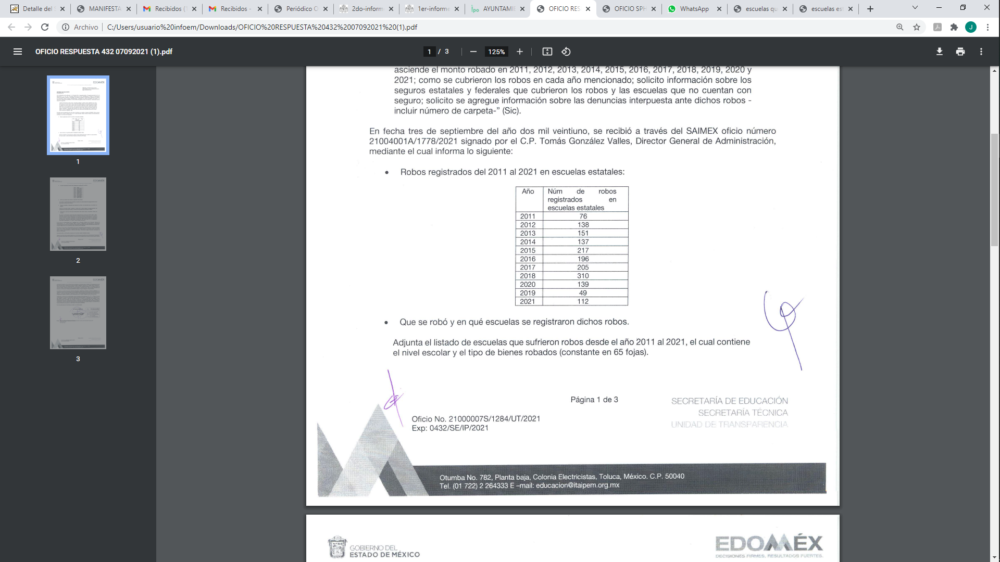 Detalle del S
MANIFESTA
Recibidos (
Recibidos -
Periódico O
2do-inform
1er-informe
AYUNTAMIE
OFICIO RES
OFICIO SPH
WhatsApp
escuelas qu
escuelas est
Archivo
C:/Users/usuario%20infoem/Downloads/OFICIO%20RESPUESTA%20432%2007092021%20(1).pdf
J
OFICIO RESPUESTA 432 07092021 (1).pdf
1 / 3
125%
1
2
3
asciende el monto robado en 2011, 2012, 2013, 2014, 2015, 2016, 2017, 2018, 2019, 2020 y
2021; como se cubrieron los robos en cada año mencionado; solicito información sobre los
seguros estatales y federales que cubrieron los robos y las escuelas que no cuentan con
seguro; solicito se agregue información sobre las denuncias interpuesta ante dichos robos -
incluir número de carpeta-” (Sic).
En fecha tres de septiembre del año dos mil veintiuno, se recibió a través del SAIMEX oficio número
21004001A/1778/2021 signado por el C.P. Tomás González Valles, Director General de Administración,
mediante el cual informa lo siguiente:
• Robos registrados del 2011 al 2021 en escuelas estatales:
Año Núm de robos
registrados en
escuelas estatales
2011 76
2012 138
2013 151
2014 137
2015 217
2016 196
2017 205
2018 310
2020 139
2019 49
2021 112
• Que se robó y en qué escuelas se registraron dichos robos.
Adjunta el listado de escuelas que sufrieron robos desde el año 2011 al 2021, el cual contiene
el nivel escolar y el tipo de bienes robados (constante en 65 fojas).
Página 1 de 3
SECRETARÍA DE EDUCACIÓN
SECRETARÍA TÉCNICA
UNIDAD DE TRANSPARENCIA
Oficio No. 21000007S/1284/UT/2021
Exp: 0432/SE/IP/2021
Otumba No. 782, Planta baja, Colonia Electricistas, Toluca, México. C.P. 50040
Tel. (01 722) 2 264333 E –mail: educacion@itaipem.org.mx
GOBIERNO DEL
ESTADO DE MÉXICO
EDOMÉX
DECISIONES FIRMES, RESULTADOS FUERTES.